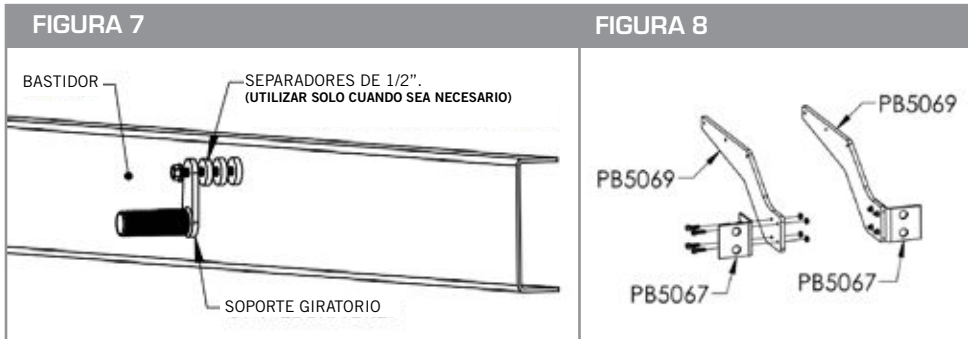 FIGURA 7
BASTIDOR
SEPARADORES DE 1/2”.
(UTILIZAR SOLO CUANDO SEA NECESARIO)
SOPORTE GIRATORIO
FIGURA 8
PB5069
PB5069
PB5067
PB5067